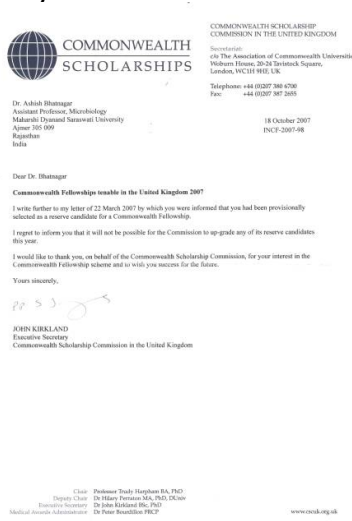 COMMONWEALTH
SCHOLARSHIPS
COMMONWEALTH SCHOLARSHIP
COMMISSION IN THE UNITED KINGDOM
Secretariat:
c/o The Association of Commonwealth Universitie
Woburn House, 20-24 Tavistock Square,
London, WC1H 9HF, UK
Telephone: +44 (0)207 380 6700
Fax: +44 (0)207 387 2655
Dr. Ashish Bhatnagar
Assistant Professor, Microbiology
Maharshi Dyanand Saraswati University
Ajmer 305 009
Rajasthan
India
18 October 2007
INCF-2007-98
Dear Dr. Bhatnagar
Commonwealth Fellowships tenable in the United Kingdom 2007
I write further to my letter of 22 March 2007 by which you were informed that you had been provisionally
selected as a reserve candidate for a Commonwealth Fellowship.
I regret to inform you that it will not be possible for the Commission to up-grade any of its reserve candidates
this year.
I would like to thank you, on behalf of the Commonwealth Scholarship Commission, for your interest in the
Commonwealth Fellowship scheme and to wish you success for the future.
Yours sincerely,
JOHN KIRKLAND
Executive Secretary
Commonwealth Scholarship Commission in the United Kingdom
Chair Professor Trudy Harpham BA, PhD
Deputy Chair Dr Hilary Perraton MA, PhD, DUniv
Executive Secretary Dr John Kirkland BSc, PhD
Medical Awards Administrator Dr Peter FRCP
www.cscuk.org.uk